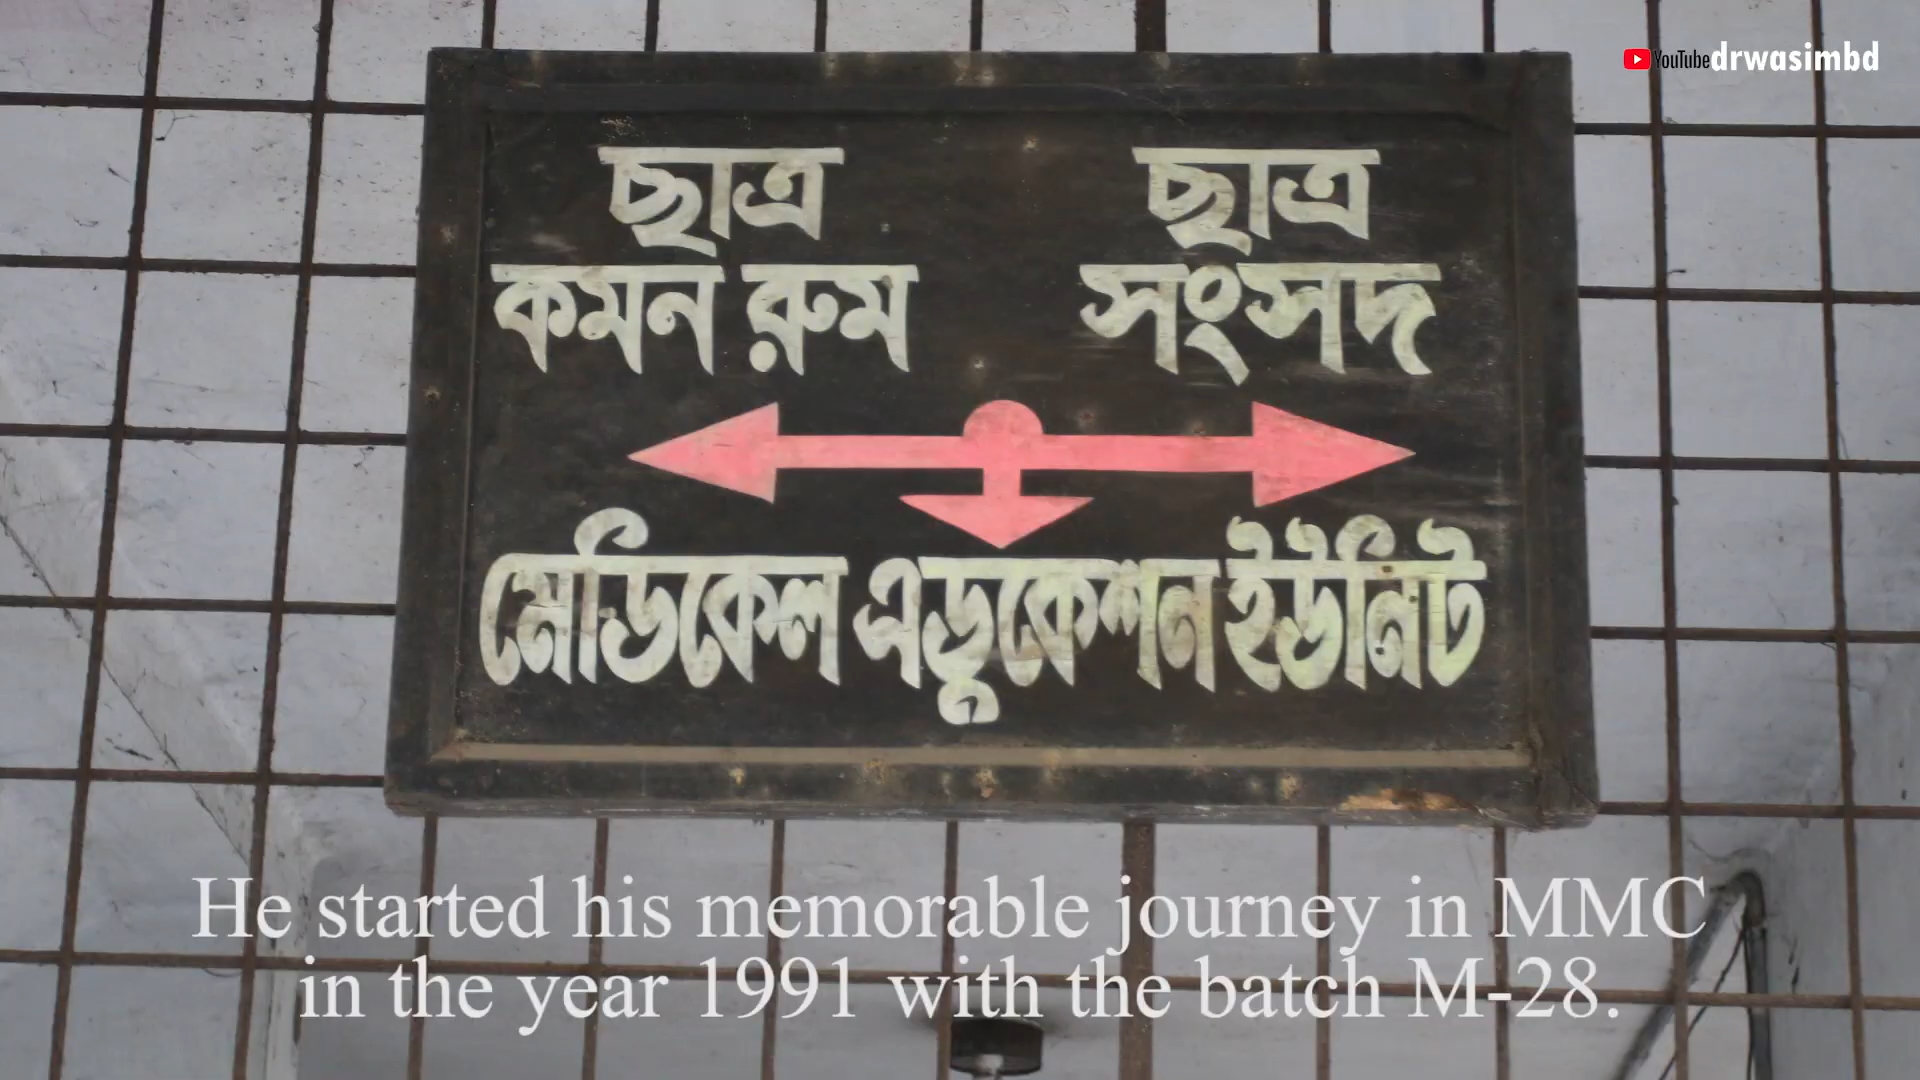 YouTube drwasimbd
ছাত্র ছাত্র
কমন রুম সংসদ
মেডিকেল এডুকেশন ইউনিট
He started his memorable journey in MMC
in the year 1991 with the batch M-28.